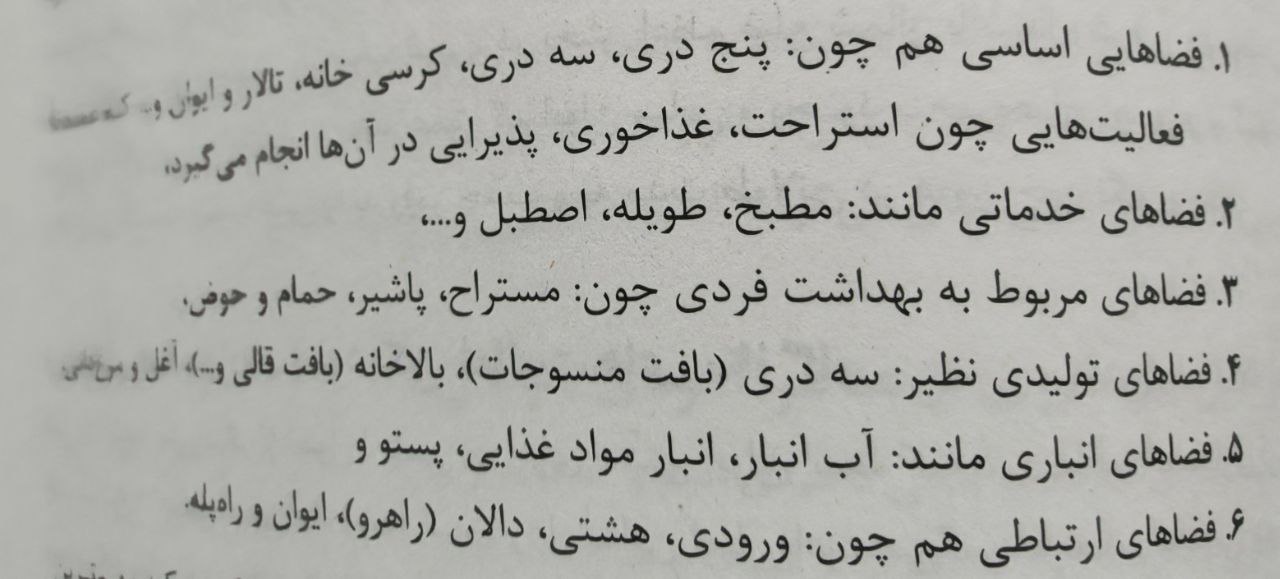 ۱. فضاهایی اساسی هم چون: پنج دری، سه دری، کرسی خانه، تالار و ایوان و... که
فعالیت‌هایی چون استراحت، غذاخوری، پذیرایی در آن‌ها انجام می‌گیرد،
۲. فضاهای خدماتی مانند: مطبخ، طویله، اصطبل و...،
۳. فضاهای مربوط به بهداشت فردی چون: مستراح، پاشیر، حمام و حوض،
۴. فضاهای تولیدی نظیر: سه دری (بافت منسوجات)، بالاخانه (بافت قالی و...)، آغل و
۵. فضاهای انباری مانند: آب انبار، انبار مواد غذایی، پستو و
۶. فضاهای ارتباطی هم چون: ورودی، هشتی، دالان (راهرو)، ایوان و راه‌پله.